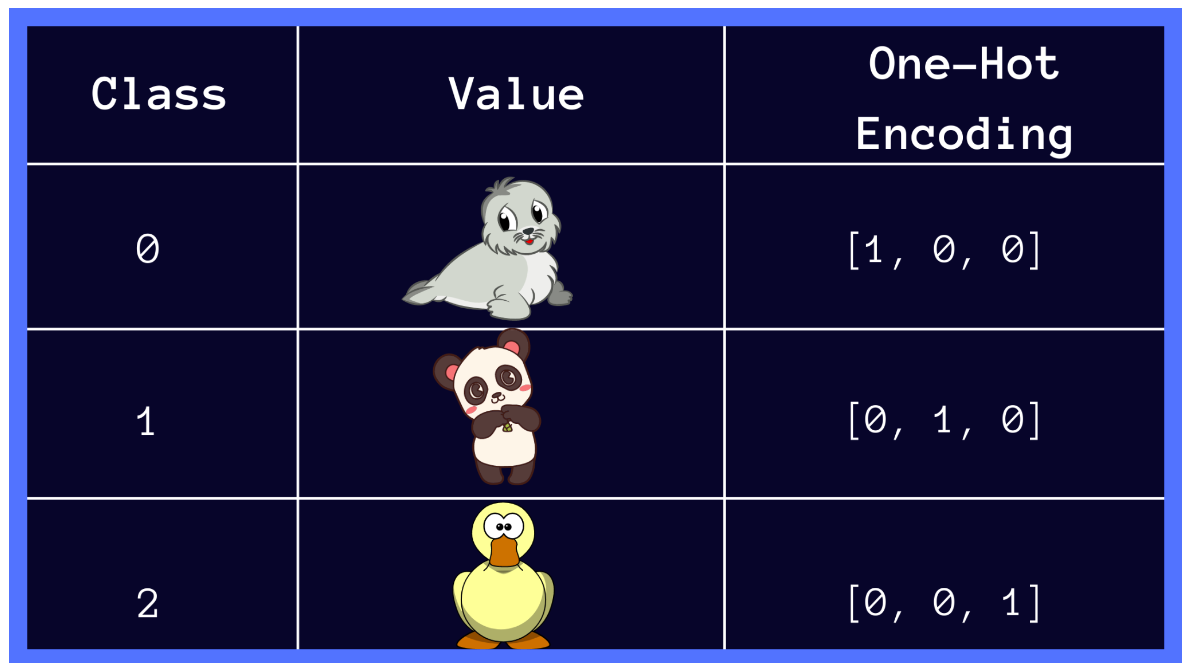 Class
Value
One-Hot
Encoding
0
[1, 0, 0]
1
[0, 1, 0]
2
[0, 0, 1]